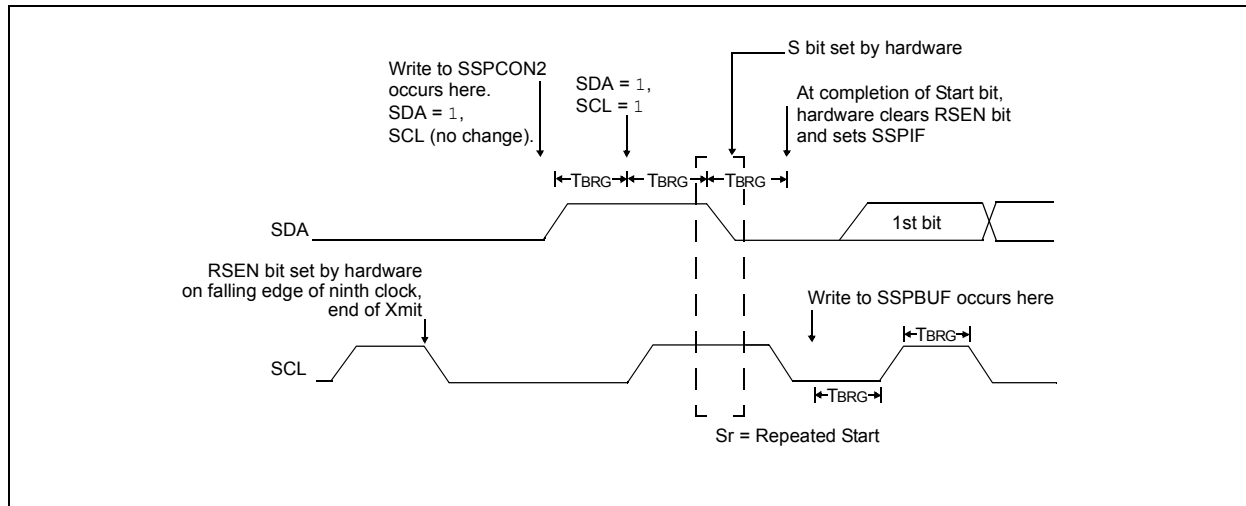 S bit set by hardware
Write to SSPCON2
occurs here.
SDA = 1,
SCL (no change).
SDA = 1,
SCL = 1
At completion of Start bit,
hardware clears RSEN bit
and sets SSPIF
TBRG
TBRG
TBRG
SDA
1st bit
RSEN bit set by hardware
on falling edge of ninth clock,
end of Xmit
Write to SSPBUF occurs here
TBRG
SCL
TBRG
Sr = Repeated Start